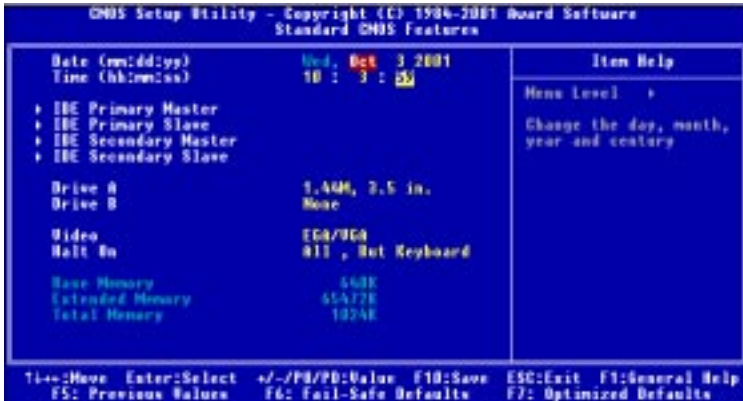 CMOS Setup Utility - Copyright (C) 1984-2001 Award Software
Standard CMOS Features
Date (mm:dd:yy) Wed, Oct 3 2001
Time (hh:mm:ss) 10 : 3 : 59
Item Help
Menu Level
IDE Primary Master
IDE Primary Slave
IDE Secondary Master
IDE Secondary Slave
Change the day, month,
year and century
Drive A 1.44M, 3.5 in.
Drive B None
Video EGA/VGA
Halt On All , But Keyboard
Base Memory 640K
Extended Memory 65472K
Total Memory 1024K
:Move Enter:Select +/-/PU/PD:Value F10:Save ESC:Exit F1:General Help
F5: Previous Values F6: Fail-Safe Defaults F7: Optimized Defaults